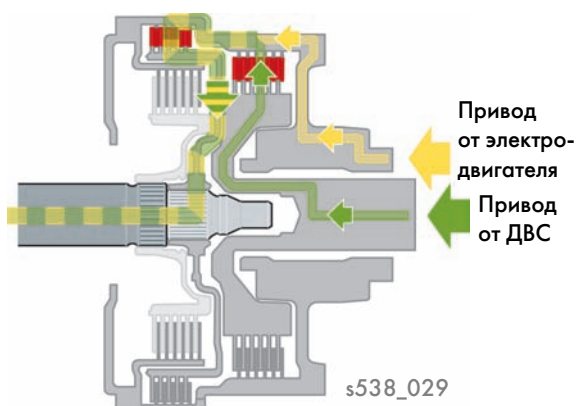 Привод
от электро-
двигателя
Привод
от ДВС
s538_029